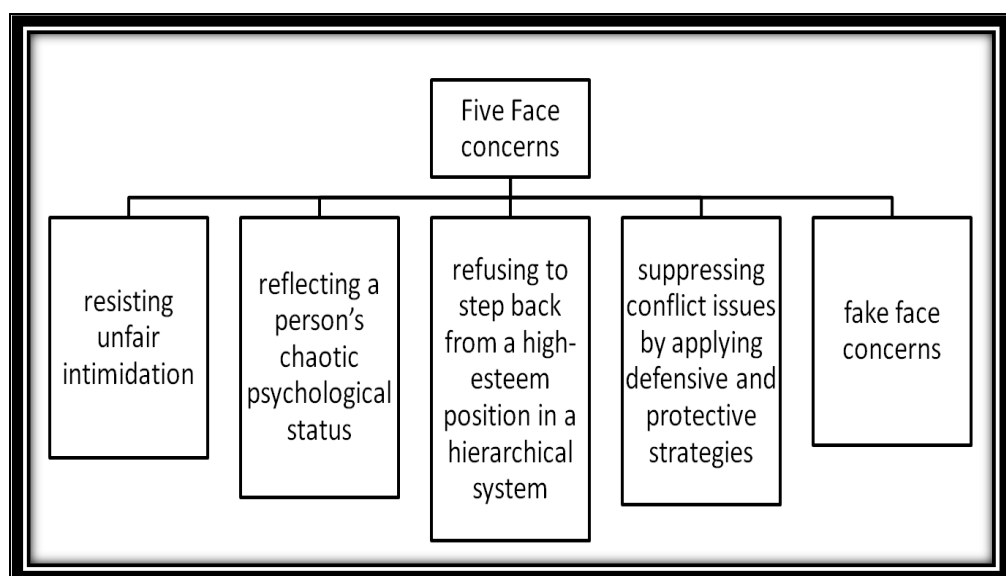 Five Face
concerns
resisting
unfair
intimidation
reflecting a
person’s
chaotic
psychological
status
refusing to
step back
from a high-
esteem
position in a
hierarchical
system
suppressing
conflict issues
by applying
defensive and
protective
strategies
fake face
concerns